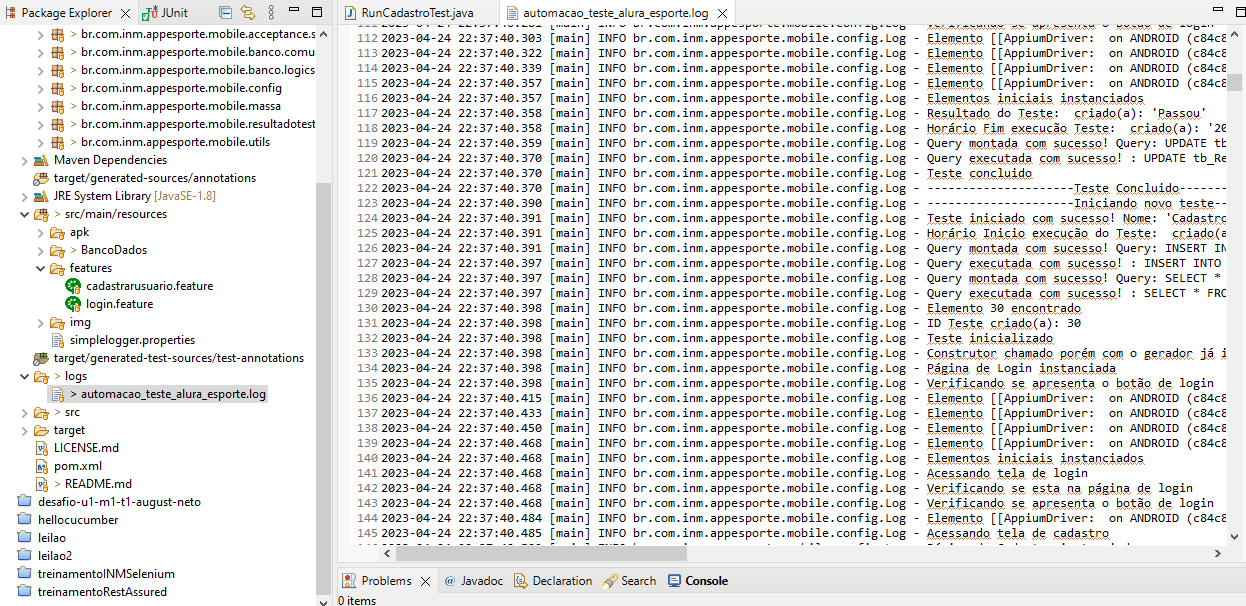 Package Explorer
JUnit
> br.com.inm.appesporte.mobile.acceptance.s
> br.com.inm.appesporte.mobile.banco.comu
> br.com.inm.appesporte.mobile.banco.logics
> br.com.inm.appesporte.mobile.config
> br.com.inm.appesporte.mobile.massa
> br.com.inm.appesporte.mobile.resultadotest
> br.com.inm.appesporte.mobile.utils
Maven Dependencies
target/generated-sources/annotations
JRE System Library [JavaSE-1.8]
> src/main/resources
apk
> BancoDados
features
cadastrarusuario.feature
login.feature
img
simplelogger.properties
target/generated-test-sources/test-annotations
> logs
> automacao_teste_alura_esporte.log
> src
target
LICENSE.md
pom.xml
> README.md
desafio-u1-m1-t1-august-neto
hellocucumber
leilao
leilao2
treinamentoINMSelenium
treinamentoRestAssured
RunCadastroTest.java
automacao_teste_alura_esporte.log
112 2023-04-24 22:37:40.303 [main] INFO br.com.inm.appesporte.mobile.config.Log - Elemento [[AppiumDriver:  on ANDROID (c84c8
113 2023-04-24 22:37:40.322 [main] INFO br.com.inm.appesporte.mobile.config.Log - Elemento [[AppiumDriver:  on ANDROID (c84c8
114 2023-04-24 22:37:40.339 [main] INFO br.com.inm.appesporte.mobile.config.Log - Elemento [[AppiumDriver:  on ANDROID (c84c8
115 2023-04-24 22:37:40.357 [main] INFO br.com.inm.appesporte.mobile.config.Log - Elemento [[AppiumDriver:  on ANDROID (c84c8
116 2023-04-24 22:37:40.357 [main] INFO br.com.inm.appesporte.mobile.config.Log - Elementos iniciais instanciados
117 2023-04-24 22:37:40.358 [main] INFO br.com.inm.appesporte.mobile.config.Log - Resultado do Teste:  criado(a): 'Passou'
118 2023-04-24 22:37:40.358 [main] INFO br.com.inm.appesporte.mobile.config.Log - Horário Fim execução Teste:  criado(a): '20
119 2023-04-24 22:37:40.359 [main] INFO br.com.inm.appesporte.mobile.config.Log - Query montada com sucesso! Query: UPDATE tb
120 2023-04-24 22:37:40.370 [main] INFO br.com.inm.appesporte.mobile.config.Log - Query executada com sucesso! : UPDATE tb_Re
121 2023-04-24 22:37:40.370 [main] INFO br.com.inm.appesporte.mobile.config.Log - Teste concluido
122 2023-04-24 22:37:40.370 [main] INFO br.com.inm.appesporte.mobile.config.Log - --------------------Teste Concluido-------
123 2023-04-24 22:37:40.390 [main] INFO br.com.inm.appesporte.mobile.config.Log - --------------------Iniciando novo teste--
124 2023-04-24 22:37:40.391 [main] INFO br.com.inm.appesporte.mobile.config.Log - Teste iniciado com sucesso! Nome: 'Cadastro
125 2023-04-24 22:37:40.391 [main] INFO br.com.inm.appesporte.mobile.config.Log - Horário Inicio execução do Teste:  criado(a
126 2023-04-24 22:37:40.391 [main] INFO br.com.inm.appesporte.mobile.config.Log - Query montada com sucesso! Query: INSERT IN
127 2023-04-24 22:37:40.397 [main] INFO br.com.inm.appesporte.mobile.config.Log - Query executada com sucesso! : INSERT INTO
128 2023-04-24 22:37:40.397 [main] INFO br.com.inm.appesporte.mobile.config.Log - Query montada com sucesso! Query: SELECT *
129 2023-04-24 22:37:40.397 [main] INFO br.com.inm.appesporte.mobile.config.Log - Query executada com sucesso! : SELECT * FRO
130 2023-04-24 22:37:40.398 [main] INFO br.com.inm.appesporte.mobile.config.Log - Elemento 30 encontrado
131 2023-04-24 22:37:40.398 [main] INFO br.com.inm.appesporte.mobile.config.Log - ID Teste criado(a): 30
132 2023-04-24 22:37:40.398 [main] INFO br.com.inm.appesporte.mobile.config.Log - Teste inicializado
133 2023-04-24 22:37:40.398 [main] INFO br.com.inm.appesporte.mobile.config.Log - Construtor chamado porém com o gerador já i
134 2023-04-24 22:37:40.398 [main] INFO br.com.inm.appesporte.mobile.config.Log - Página de Login instanciada
135 2023-04-24 22:37:40.398 [main] INFO br.com.inm.appesporte.mobile.config.Log - Verificando se apresenta o botão de login
136 2023-04-24 22:37:40.415 [main] INFO br.com.inm.appesporte.mobile.config.Log - Elemento [[AppiumDriver:  on ANDROID (c84c8
137 2023-04-24 22:37:40.433 [main] INFO br.com.inm.appesporte.mobile.config.Log - Elemento [[AppiumDriver:  on ANDROID (c84c8
138 2023-04-24 22:37:40.450 [main] INFO br.com.inm.appesporte.mobile.config.Log - Elemento [[AppiumDriver:  on ANDROID (c84c8
139 2023-04-24 22:37:40.468 [main] INFO br.com.inm.appesporte.mobile.config.Log - Elemento [[AppiumDriver:  on ANDROID (c84c8
140 2023-04-24 22:37:40.468 [main] INFO br.com.inm.appesporte.mobile.config.Log - Elementos iniciais instanciados
141 2023-04-24 22:37:40.468 [main] INFO br.com.inm.appesporte.mobile.config.Log - Acessando tela de login
142 2023-04-24 22:37:40.468 [main] INFO br.com.inm.appesporte.mobile.config.Log - Verificando se esta na página de login
143 2023-04-24 22:37:40.468 [main] INFO br.com.inm.appesporte.mobile.config.Log - Verificando se apresenta o botão de login
144 2023-04-24 22:37:40.484 [main] INFO br.com.inm.appesporte.mobile.config.Log - Elemento [[AppiumDriver:  on ANDROID (c84c8
145 2023-04-24 22:37:40.485 [main] INFO br.com.inm.appesporte.mobile.config.Log - Acessando tela de cadastro
Problems
@ Javadoc
Declaration
Search
Console
0 items